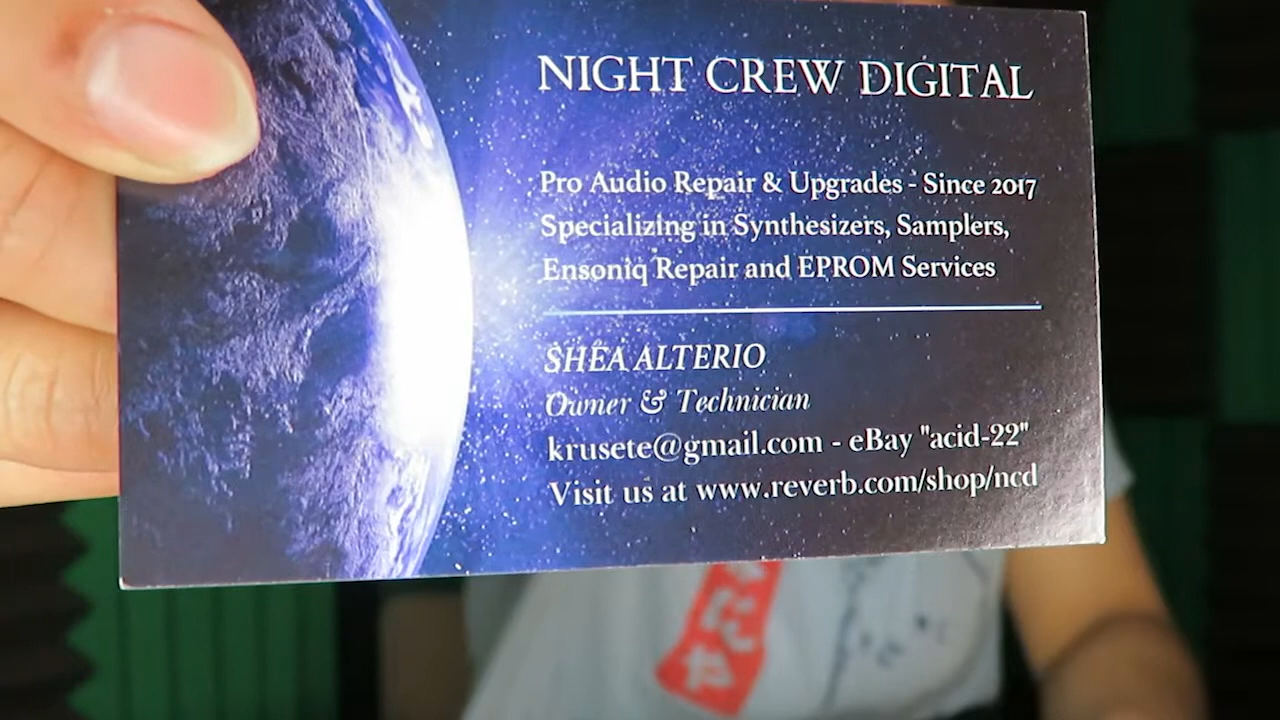 NIGHT CREW DIGITAL
Pro Audio Repair & Upgrades - Since 2017
Specializing in Synthesizers, Samplers,
Ensoniq Repair and EPROM Services
SHEA ALTERIO
Owner & Technician
krusete@gmail.com - eBay "acid-22"
Visit us at www.reverb.com/shop/ncd